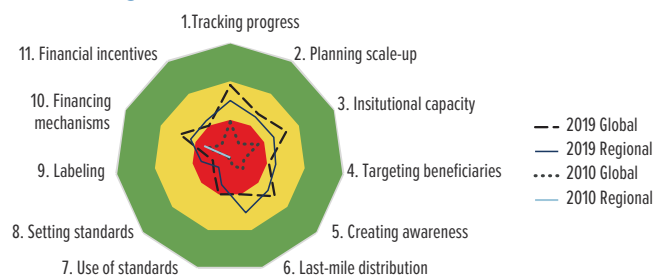 1.Tracking progress
11. Financial incentives
2. Planning scale-up
10. Financing
mechanisms
3. Insitutional capacity
9. Labeling
4. Targeting beneficiaries
8. Setting standards
5. Creating awareness
7. Use of standards
6. Last-mile distribution
2019 Global
2019 Regional
2010 Global
2010 Regional